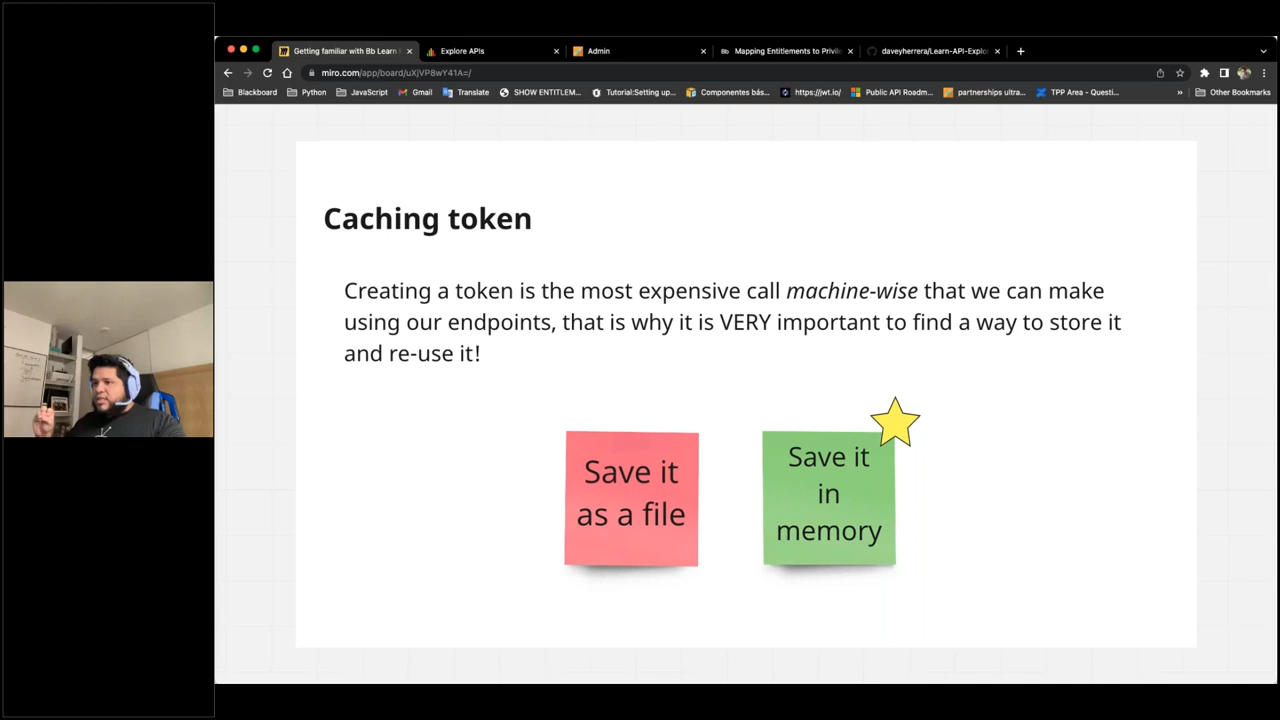 Getting familiar with Bb Learn
Explore APIs
Admin
Bb Mapping Entitlements to Privile
daveyherrera/Learn-API-Explo
miro.com/app/board/uXjVP8wY41A=/
Blackboard
Python
JavaScript
Gmail
Translate
SHOW ENTITLEM...
Tutorial:Setting up...
Componentes bás...
https://jwt.io/
Public API Roadm...
partnerships ultra...
TPP Area - Questi...
»
Other Bookmarks
Caching token
Creating a token is the most expensive call machine-wise that we can make
using our endpoints, that is why it is VERY important to find a way to store it
and re-use it!
Save it
as a file
Save it
in
memory